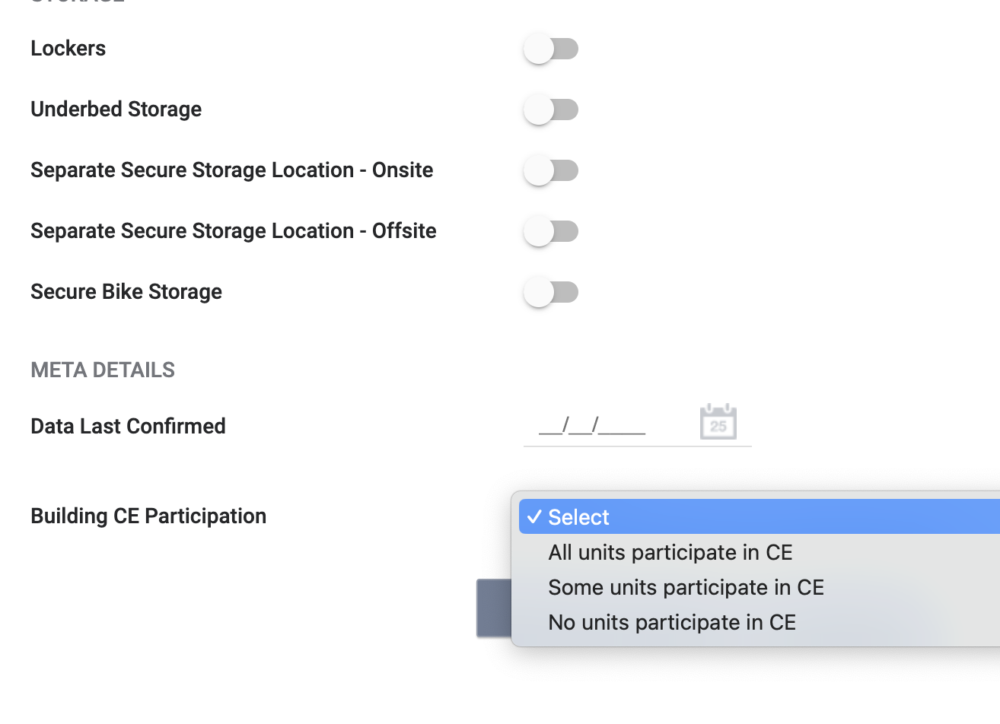 STORAGE
Lockers
Underbed Storage
Separate Secure Storage Location - Onsite
Separate Secure Storage Location - Offsite
Secure Bike Storage
META DETAILS
Data Last Confirmed __/__/____ 25
Building CE Participation ✓ Select
All units participate in CE
Some units participate in CE
No units participate in CE